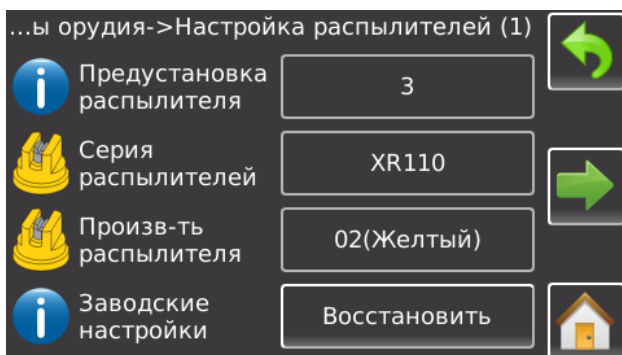 ...ы орудия->Настройка распылителей (1)
Предустановка
распылителя
3
Серия
распылителей
XR110
Произв-ть
распылителя
02(Желтый)
Заводские
настройки
Восстановить